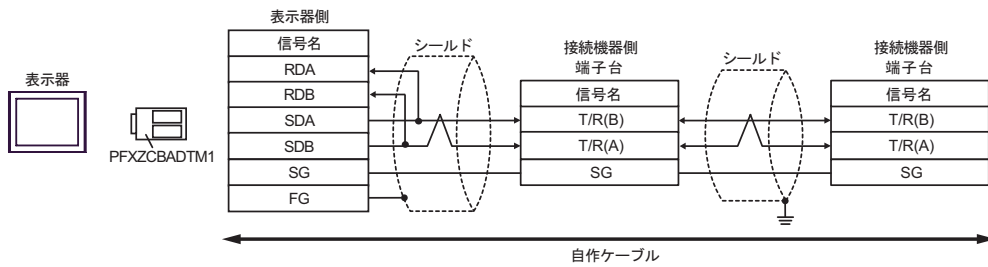 表示器
PFXZCBADTM1
表示器側
信号名
RDA
RDB
SDA
SDB
SG
FG
シールド
接続機器側
端子台
信号名
T/R(B)
T/R(A)
SG
シールド
接続機器側
端子台
信号名
T/R(B)
T/R(A)
SG
自作ケーブル